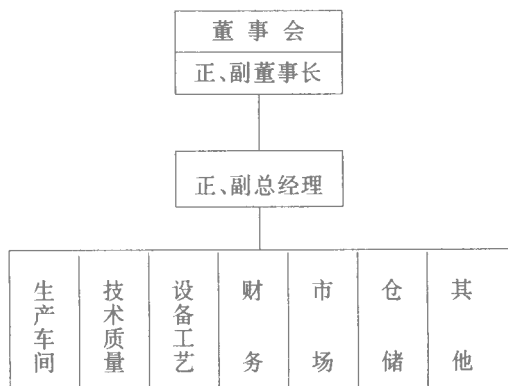 董事会
正、副董事长
正、副总经理
生产车间
技术质量
设备工艺
财务
市场
仓储
其他